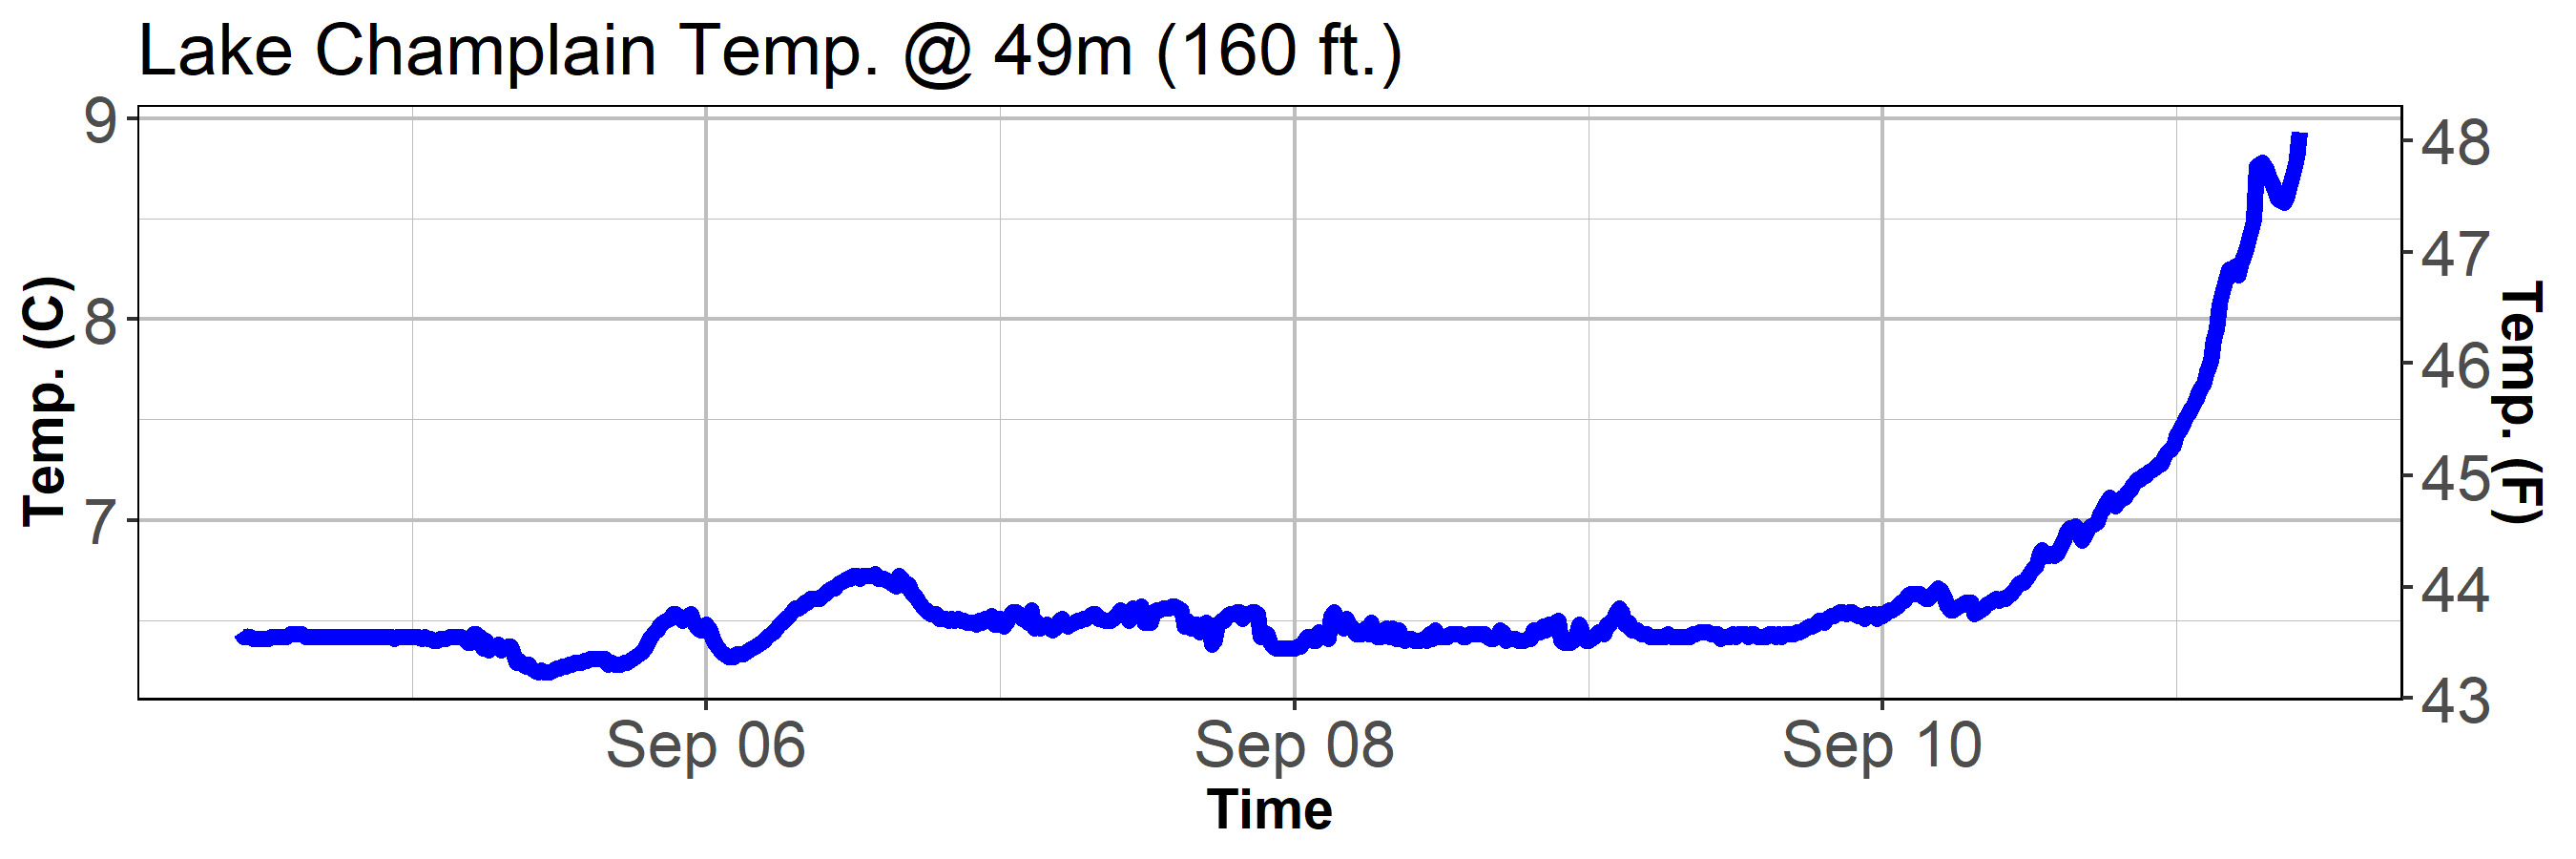 Lake Champlain Temp. @ 49m (160 ft.)
9
8
7
Temp. (C)
48
47
46
45
44
43
Temp. (F)
Sep 06 Sep 08 Sep 10
Time